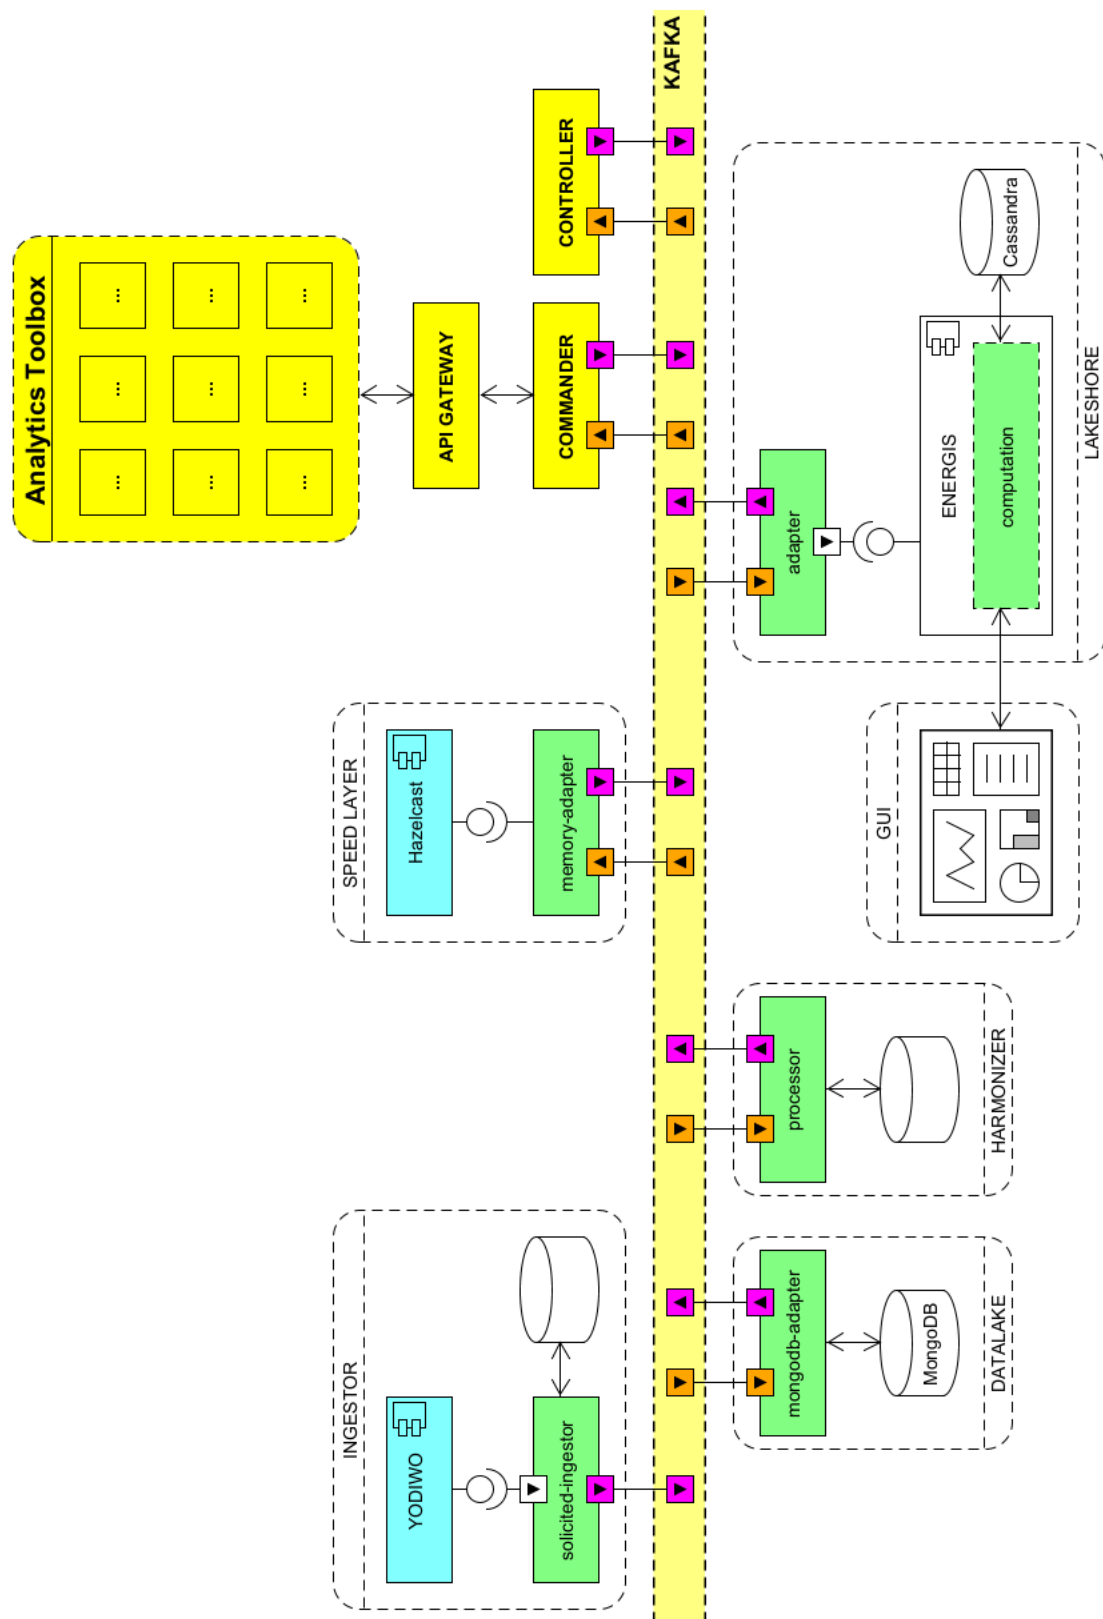 INGESTOR
YODIWO
solicited-ingestor
SPEED LAYER
Hazelcast
memory-adapter
Analytics Toolbox
...
...
...
...
...
...
...
...
...
API GATEWAY
COMMANDER
CONTROLLER
KAFKA
mongodb-adapter
MongoDB
DATALAKE
processor
HARMONIZER
GUI
adapter
ENERGIS
computation
Cassandra
LAKESHORE